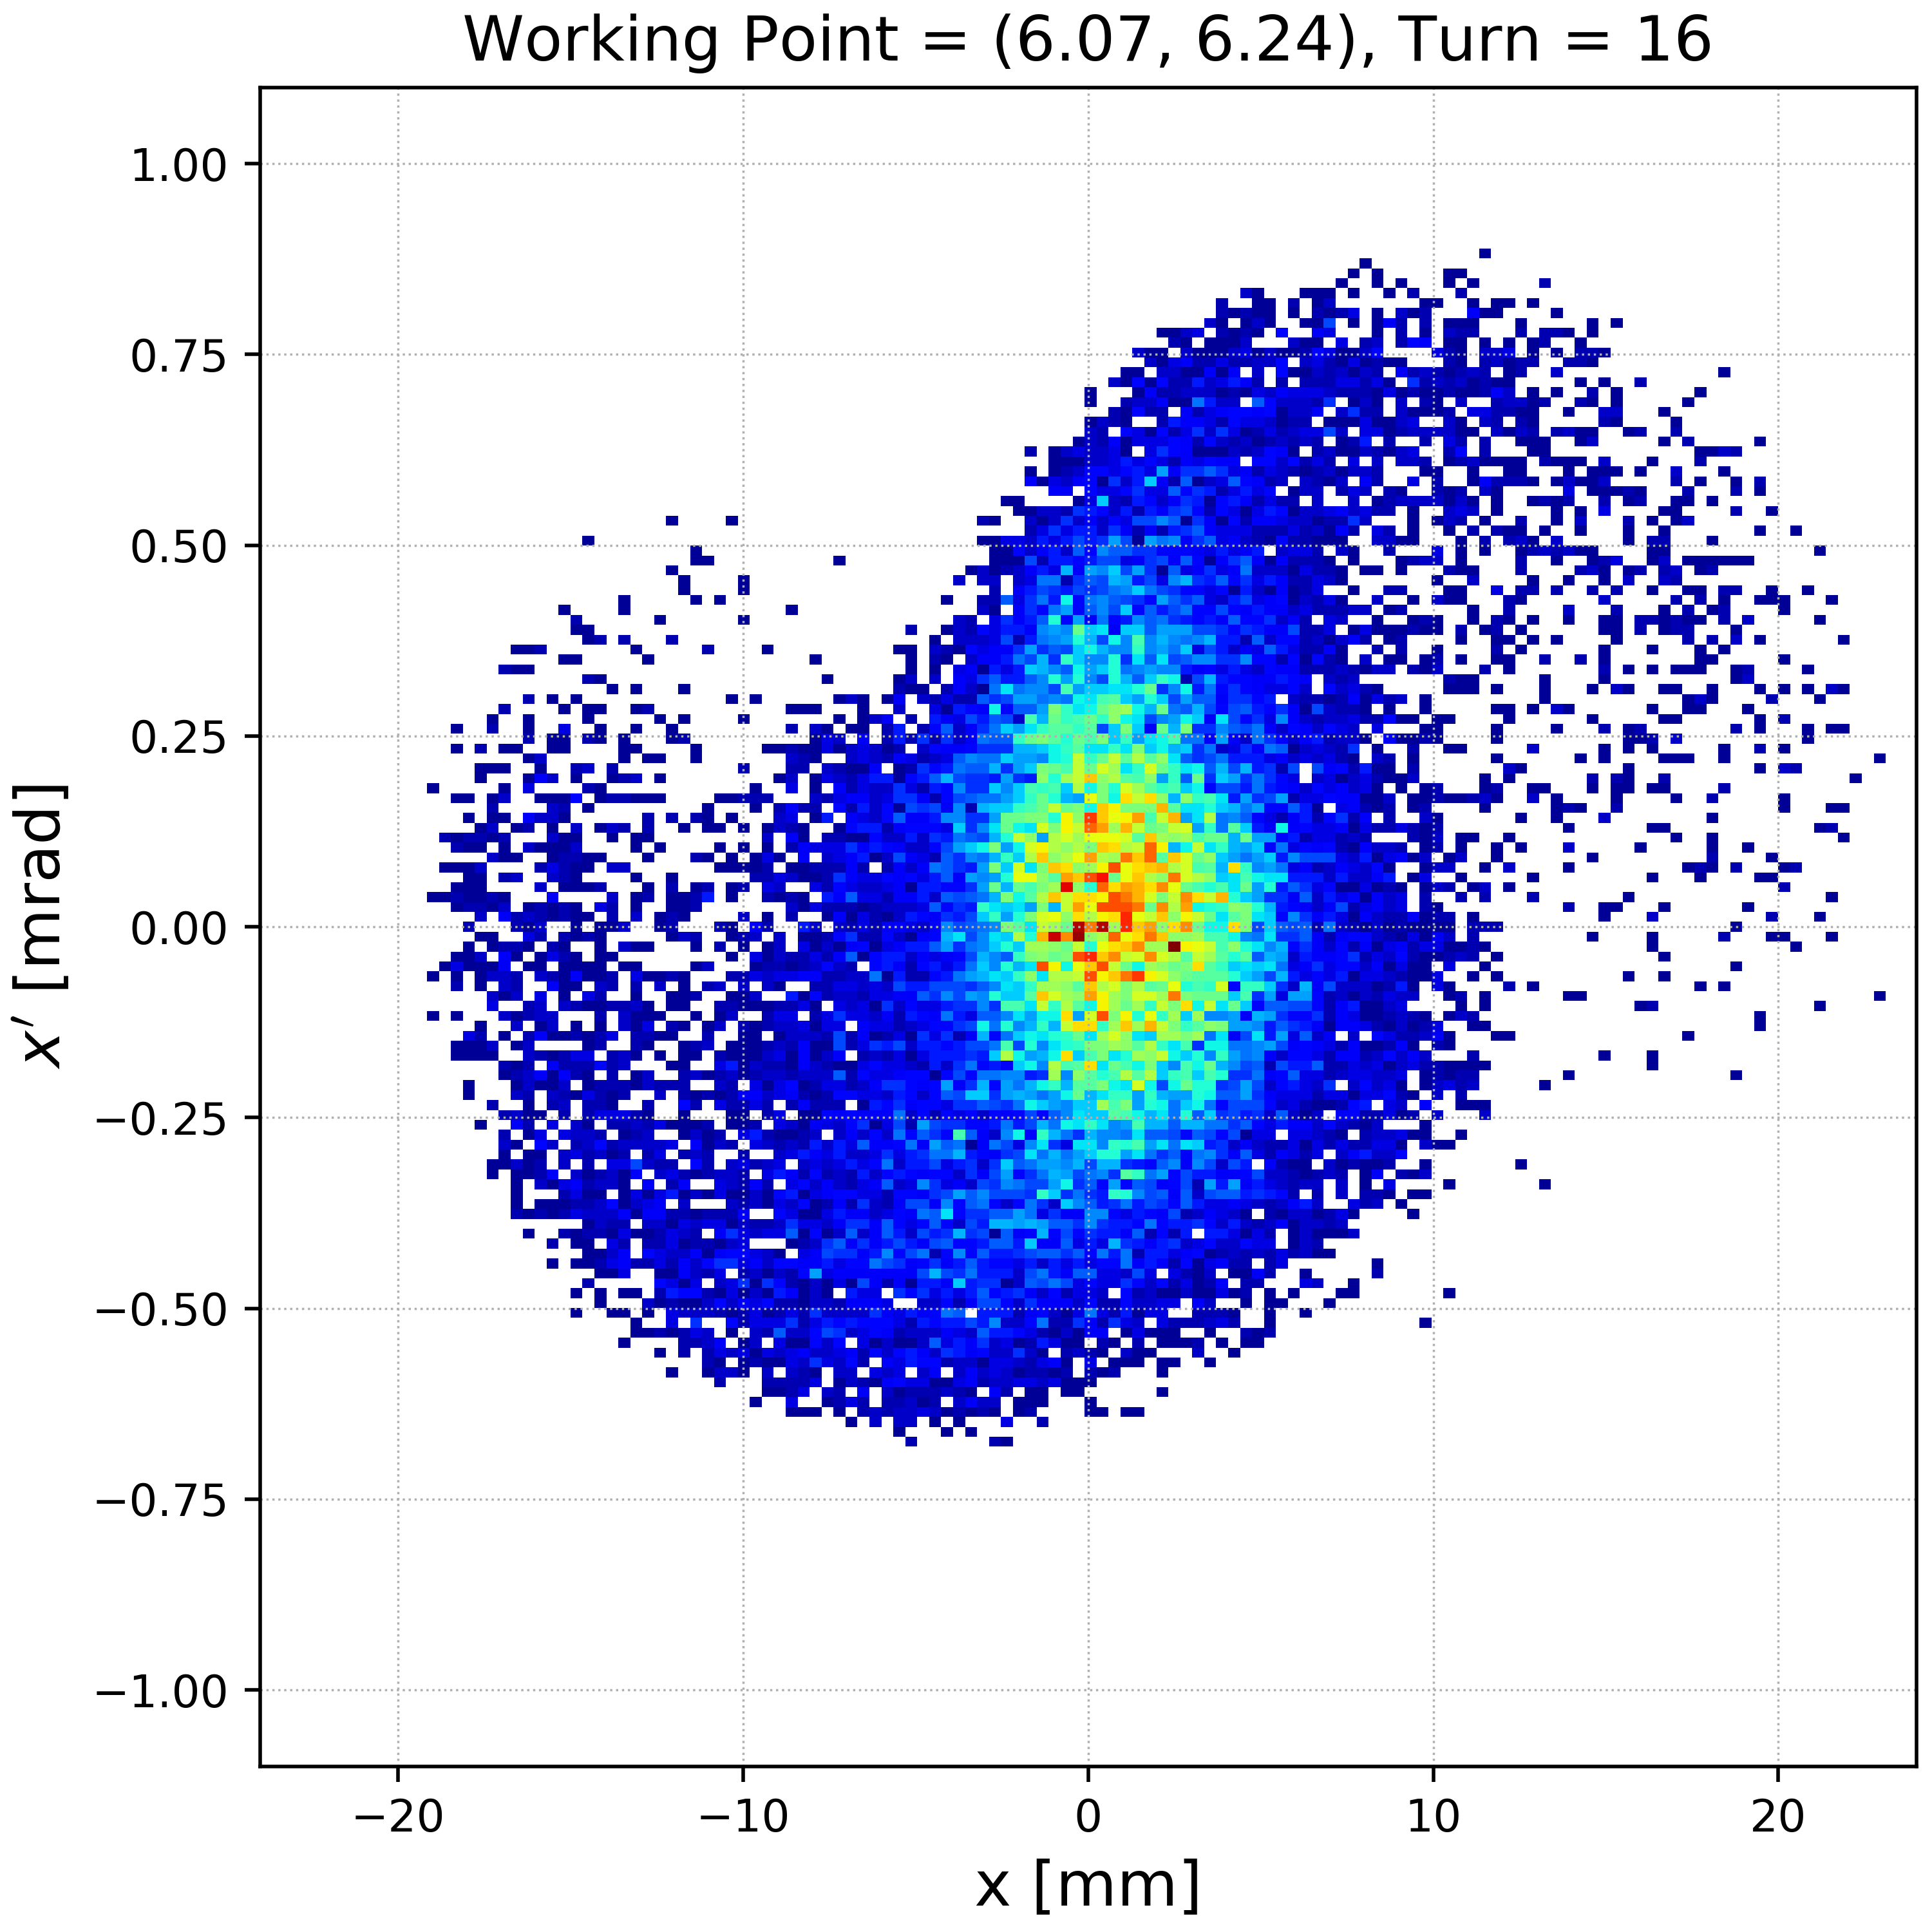 Working Point = (6.07, 6.24), Turn = 16
1.00
0.75
0.50
0.25
0.00
−0.25
−0.50
−0.75
−1.00
x′ [mrad]
−20 −10 0 10 20
x [mm]